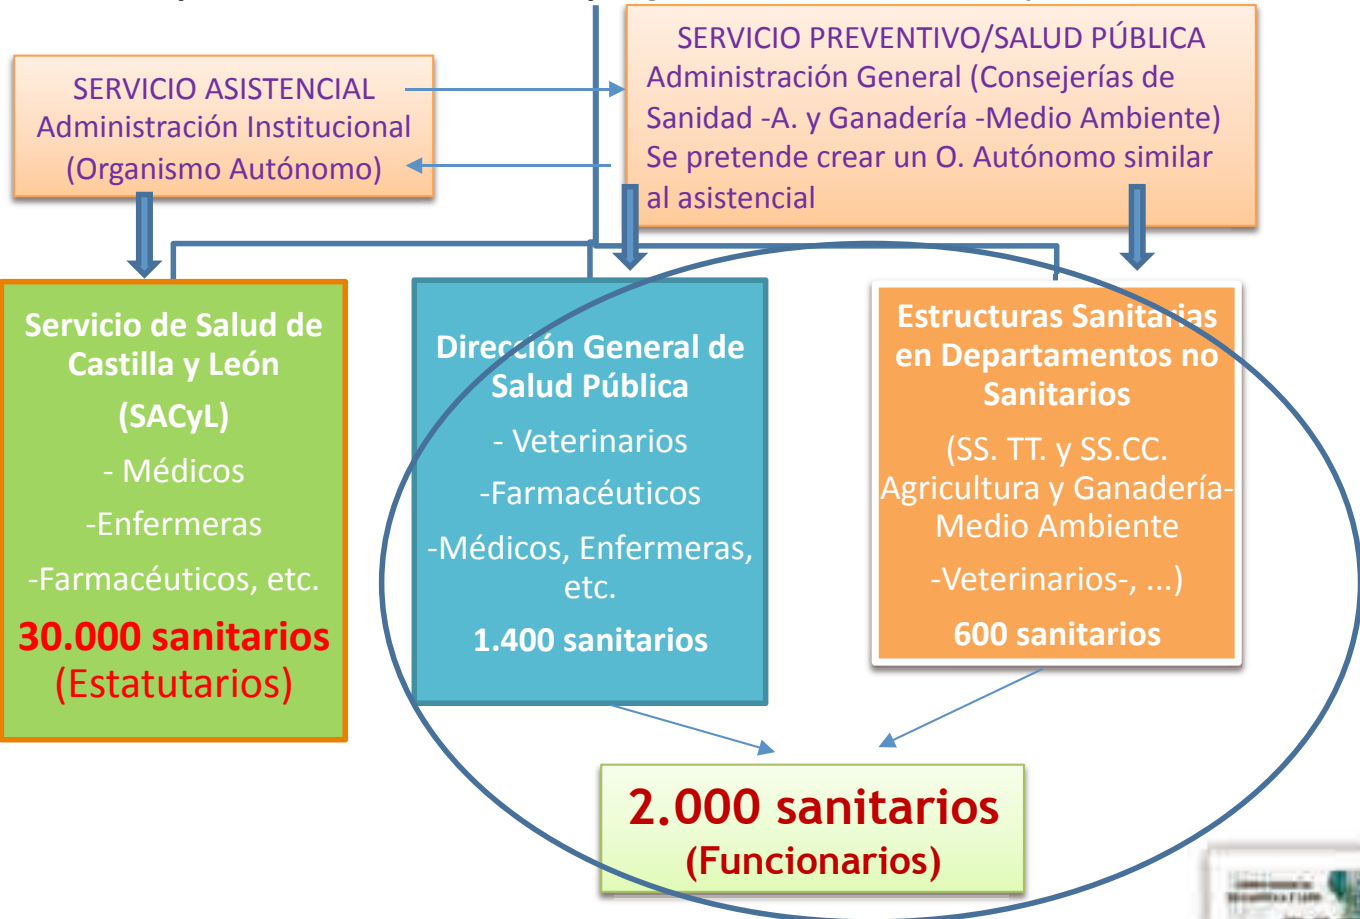 SERVICIO ASISTENCIAL
Administración Institucional
(Organismo Autónomo)
SERVICIO PREVENTIVO/SALUD PÚBLICA
Administración General (Consejerías de
Sanidad -A. y Ganadería -Medio Ambiente)
Se pretende crear un O. Autónomo similar
al asistencial
Servicio de Salud de
Castilla y León
(SACyL)
- Médicos
-Enfermeras
-Farmacéuticos, etc.
30.000 sanitarios
(Estatutarios)
Dirección General de
Salud Pública
- Veterinarios
-Farmacéuticos
-Médicos, Enfermeras,
etc.
1.400 sanitarios
Estructuras Sanitarias
en Departamentos no
Sanitarios
(SS. TT. y SS.CC.
Agricultura y Ganadería-
Medio Ambiente
-Veterinarios-, ...)
600 sanitarios
2.000 sanitarios
(Funcionarios)